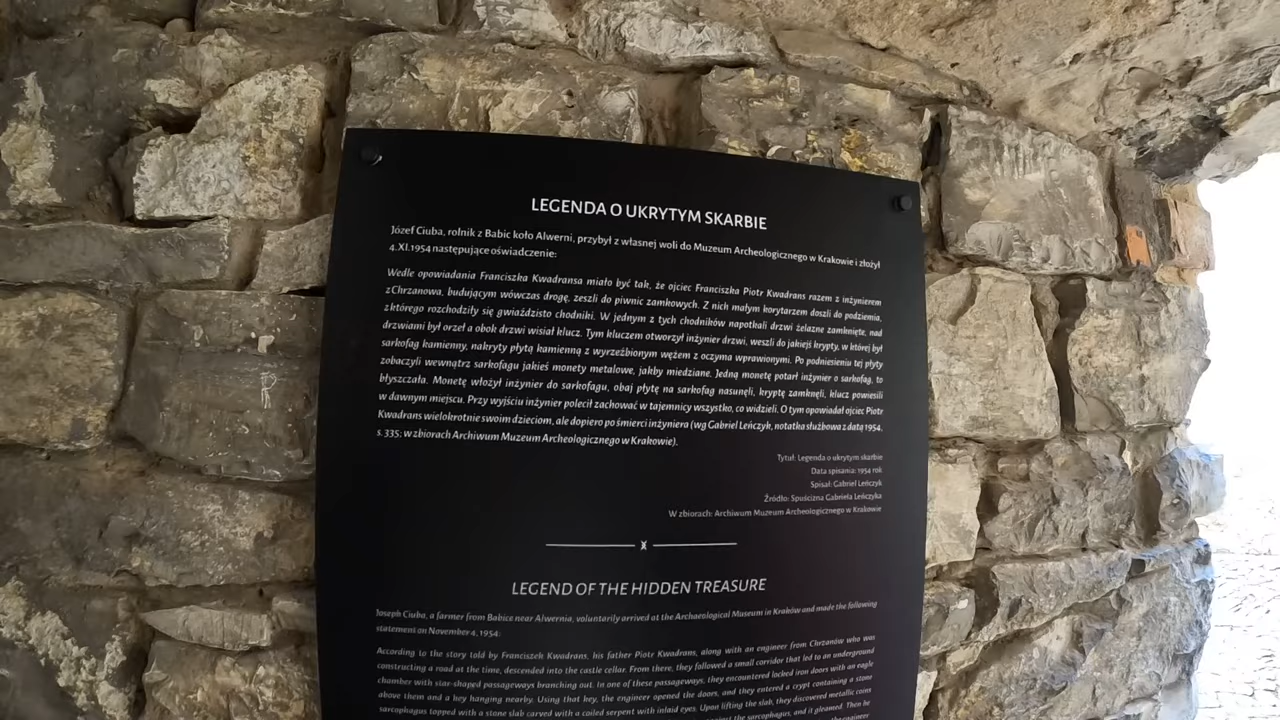 LEGENDA O UKRYTYM SKARBIE
Józef Ciuba, rolnik z Babic koło Alwerni, przybył z własnej woli do Muzeum Archeologicznego w Krakowie i złożył
4.XI.1954 następujące oświadczenie:
Wedle opowiadania Franciszka Kwadransa miało być tak, że ojciec Franciszka Piotr Kwadrans razem z inżynierem
z Chrzanowa, budującym wówczas drogę, zeszli do piwnic zamkowych. Z nich małym korytarzem doszli do podziemia,
z którego rozchodziły się gwiaździsto chodniki. W jednym z tych chodników napotkali drzwi żelazne zamknięte, nad
drzwiami był orzeł a obok drzwi wisiał klucz. Tym kluczem otworzył inżynier drzwi, weszli do jakiejś krypty, w której był
sarkofag kamienny, nakryty płytą kamienną z wyrzeźbionym wężem z oczyma wprawionymi. Po podniesieniu tej płyty
zobaczyli wewnątrz sarkofagu jakieś monety metalowe, jakby miedziane. Jedną monetę potarł inżynier o sarkofag, to
błyszczała. Monetę włożył inżynier do sarkofagu, obaj płytę na sarkofag nasunęli, kryptę zamknęli, klucz powiesili
w dawnym miejscu. Przy wyjściu inżynier polecił zachować w tajemnicy wszystko, co widzieli. O tym opowiadał ojciec Piotr
Kwadrans wielokrotnie swoim dzieciom, ale dopiero po śmierci inżyniera (wg Gabriel Leńczyk, notatka służbowa z datą 1954,
s. 335; w zbiorach Archiwum Muzeum Archeologicznego w Krakowie).
Tytuł: Legenda o ukrytym skarbie
Data spisania: 1954 rok
Spisał: Gabriel Leńczyk
Źródło: Spuścizna Gabriela Leńczyka
W zbiorach: Archiwum Muzeum Archeologicznego w Krakowie
LEGEND OF THE HIDDEN TREASURE
Joseph Ciuba, a farmer from Babice near Alwernia, voluntarily arrived at the Archaeological Museum in Kraków and made the following
statement on November 4, 1954:
According to the story told by Franciszek Kwadrans, his father Piotr Kwadrans, along with an engineer from Chrzanów who was
constructing a road at the time, descended into the castle cellar. From there, they followed a small corridor that led to an underground
chamber with star-shaped passageways branching out. In one of these passageways, they encountered locked iron doors with an eagle
above them and a key hanging nearby. Using that key, the engineer opened the doors, and they entered a crypt containing a stone
sarcophagus topped with a stone slab carved with a coiled serpent with inlaid eyes. Upon lifting the slab, they discovered metallic coins
the sarcophagus, and it gleamed. Then he
engineer